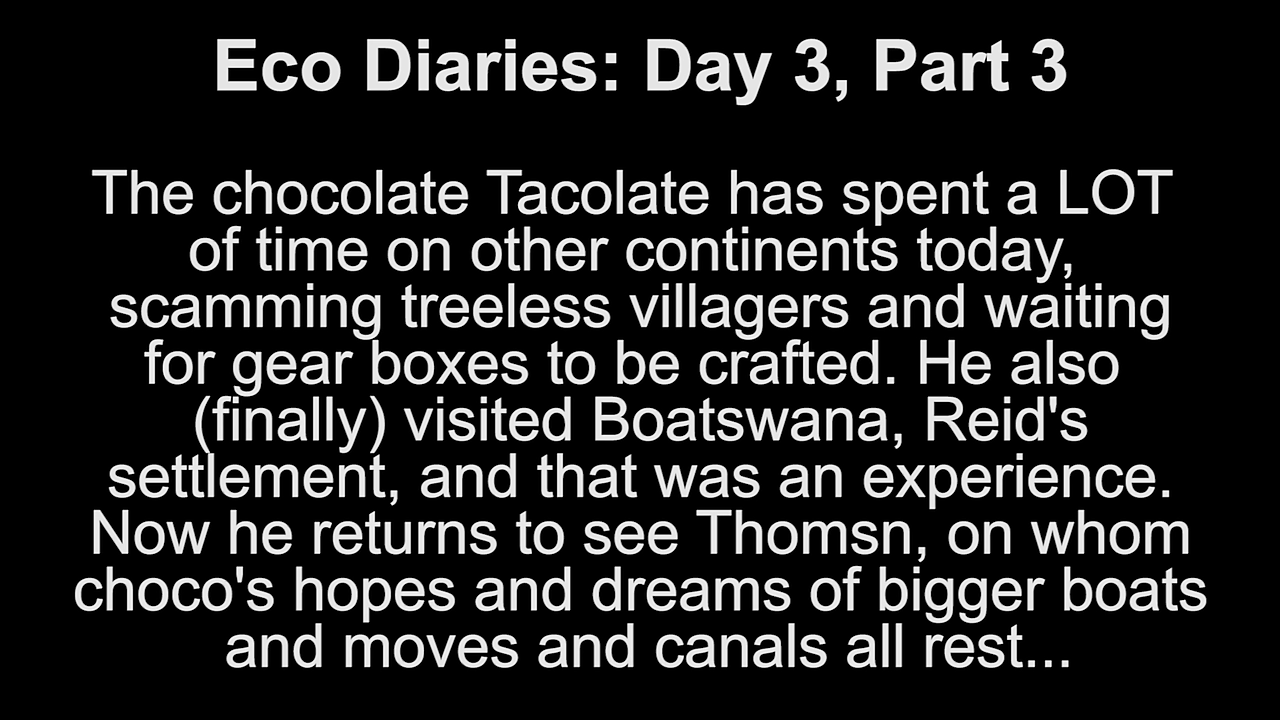 Eco Diaries: Day 3, Part 3
The chocolate Tacolate has spent a LOT
of time on other continents today,
scamming treeless villagers and waiting
for gear boxes to be crafted. He also
(finally) visited Boatswana, Reid's
settlement, and that was an experience.
Now he returns to see Thomsn, on whom
choco's hopes and dreams of bigger boats
and moves and canals all rest...